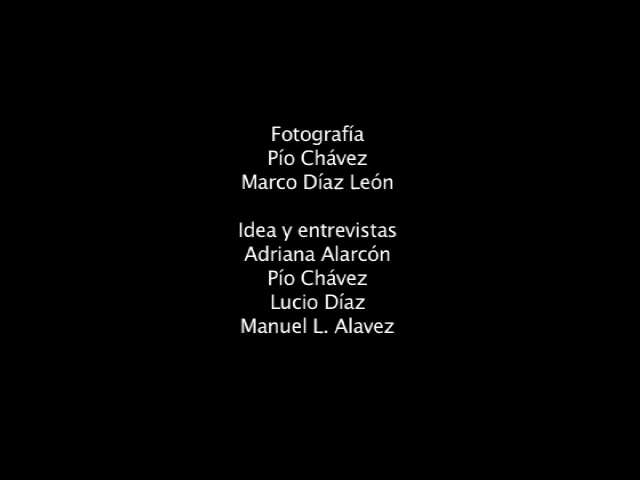 Fotografía
Pío Chávez
Marco Díaz León
Idea y entrevistas
Adriana Alarcón
Pío Chávez
Lucio Díaz
Manuel L. Alavez